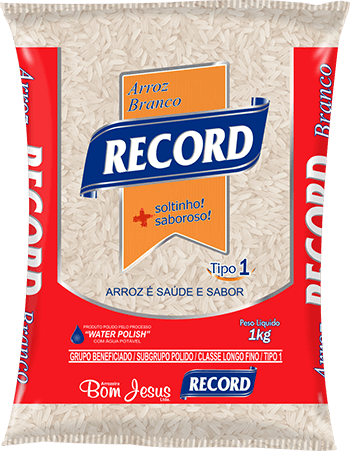 Arroz
Branco
RECORD
+ soltinho!
saboroso!
Tipo 1
ARROZ É SAÚDE E SABOR
PRODUTO POLIDO PELO PROCESSO
"WATER POLISH"
COM ÁGUA POTÁVEL
Peso Líquido
1kg
GRUPO BENEFICIADO / SUBGRUPO POLIDO / CLASSE LONGO FINO / TIPO 1
Arrozeira
Bom Jesus
Ltda.
RECORD
Arroz
RECORD
Branco
Arroz
RECORD
Branco